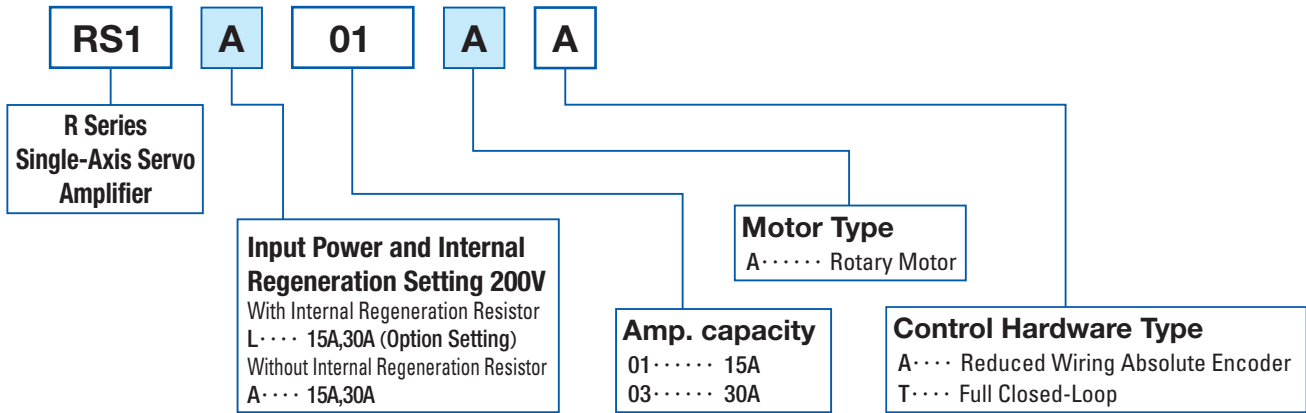 RS1 A 01 A A
R Series
Single-Axis Servo
Amplifier
Input Power and Internal
Regeneration Setting 200V
With Internal Regeneration Resistor
L···· 15A,30A (Option Setting)
Without Internal Regeneration Resistor
A···· 15A,30A
Amp. capacity
01······ 15A
03······ 30A
Motor Type
A······ Rotary Motor
Control Hardware Type
A···· Reduced Wiring Absolute Encoder
T···· Full Closed-Loop